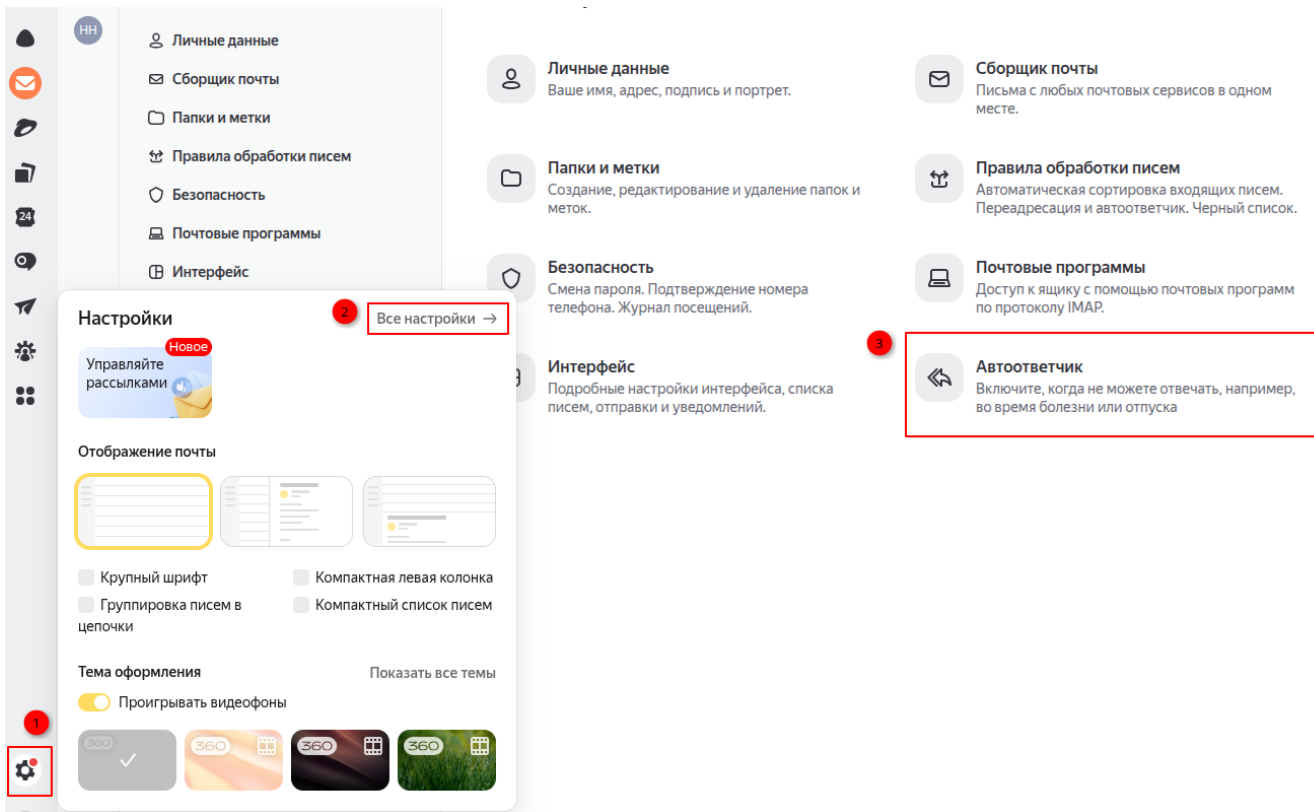 НН
Личные данные
Сборщик почты
Папки и метки
Правила обработки писем
24
Безопасность
Почтовые программы
Интерфейс
Личные данные
Ваше имя, адрес, подпись и портрет.
Сборщик почты
Письма с любых почтовых сервисов в одном
месте.
Папки и метки
Создание, редактирование и удаление папок и
меток.
Правила обработки писем
Автоматическая сортировка входящих писем.
Переадресация и автоответчик. Черный список.
Безопасность
Смена пароля. Подтверждение номера
телефона. Журнал посещений.
Почтовые программы
Доступ к ящику с помощью почтовых программ
по протоколу IMAP.
Интерфейс
Подробные настройки интерфейса, списка
писем, отправки и уведомлений.
3
Автоответчик
Включите, когда не можете отвечать, например,
во время болезни или отпуска
Настройки
2
Все настройки →
Новое
Управляйте
рассылками
Отображение почты
Крупный шрифт
Компактная левая колонка
Группировка писем в
цепочки
Компактный список писем
Тема оформления
Показать все темы
Проигрывать видеофоны
1
360
360
360
360